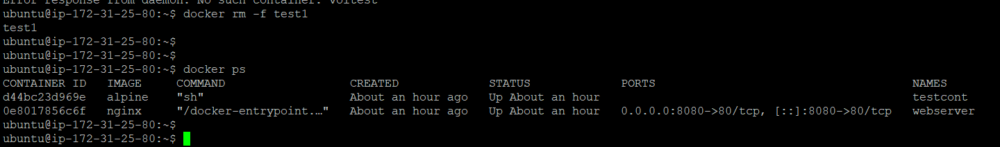 Error response from daemon: No such container: voltest
ubuntu@ip-172-31-25-80:~$ docker rm -f test1
test1
ubuntu@ip-172-31-25-80:~$
ubuntu@ip-172-31-25-80:~$
ubuntu@ip-172-31-25-80:~$ docker ps
CONTAINER ID   IMAGE     COMMAND                  CREATED             STATUS             PORTS                                     NAMES
d44bc23d969e   alpine    "sh"                     About an hour ago   Up About an hour                                             testcont
0e8017856c6f   nginx     "/docker-entrypoint.…"   About an hour ago   Up About an hour   0.0.0.0:8080->80/tcp, [::]:8080->80/tcp   webserver
ubuntu@ip-172-31-25-80:~$
ubuntu@ip-172-31-25-80:~$